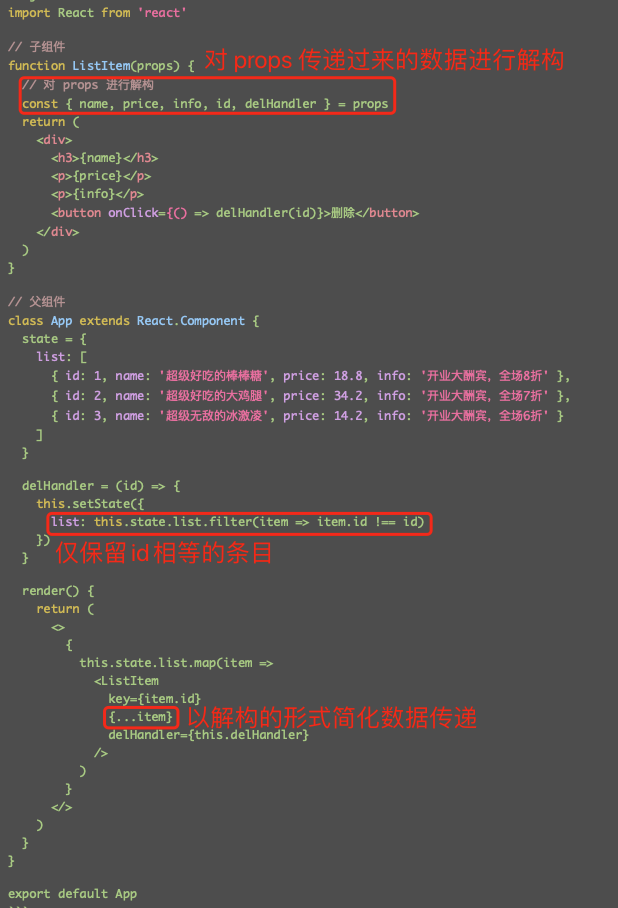 import React from 'react'
// 子组件
function ListItem(props) { 对 props 传递过来的数据进行解构
// 对 props 进行解构
const { name, price, info, id, delHandler } = props
return (
<div>
<h3>{name}</h3>
<p>{price}</p>
<p>{info}</p>
<button onClick={() => delHandler(id)}>删除</button>
</div>
)
}
// 父组件
class App extends React.Component {
state = {
list: [
{ id: 1, name: '超级好吃的棒棒糖', price: 18.8, info: '开业大酬宾，全场8折' },
{ id: 2, name: '超级好吃的大鸡腿', price: 34.2, info: '开业大酬宾，全场7折' },
{ id: 3, name: '超级无敌的冰激凌', price: 14.2, info: '开业大酬宾，全场6折' }
]
}
delHandler = (id) => {
this.setState({
list: this.state.list.filter(item => item.id !== id)
})
仅保留id相等的条目
}
render() {
return (
<>
{
this.state.list.map(item =>
<ListItem
key={item.id}
{...item} 以解构的形式简化数据传递
delHandler={this.delHandler}
/>
)
}
</>
)
}
}
export default App